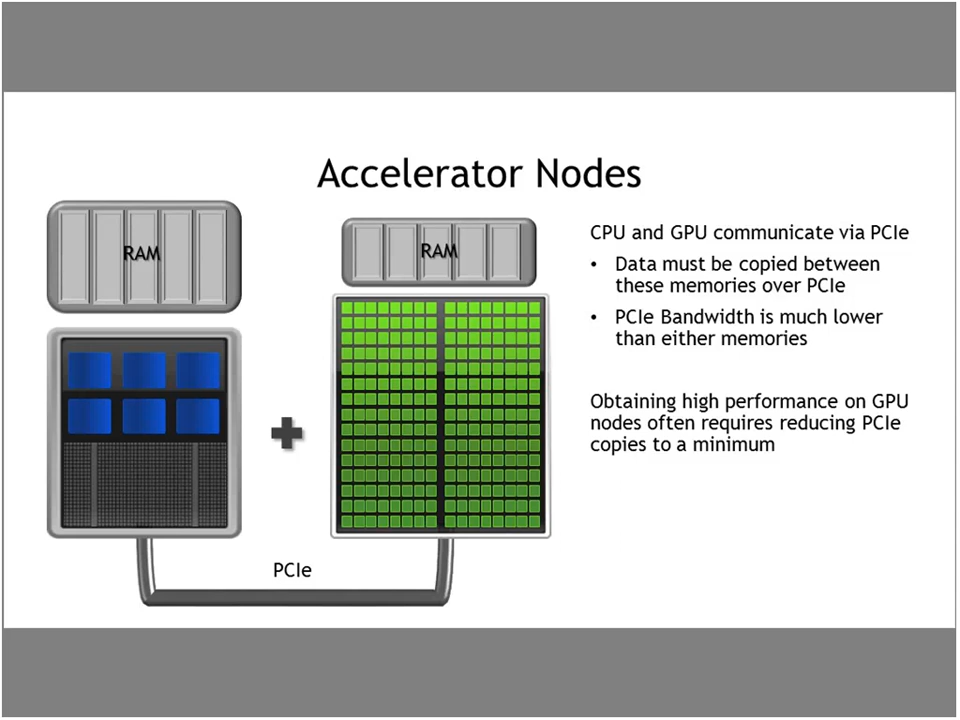 Accelerator Nodes
RAM
RAM
PCIe
CPU and GPU communicate via PCIe
• Data must be copied between
these memories over PCIe
• PCIe Bandwidth is much lower
than either memories
Obtaining high performance on GPU
nodes often requires reducing PCIe
copies to a minimum